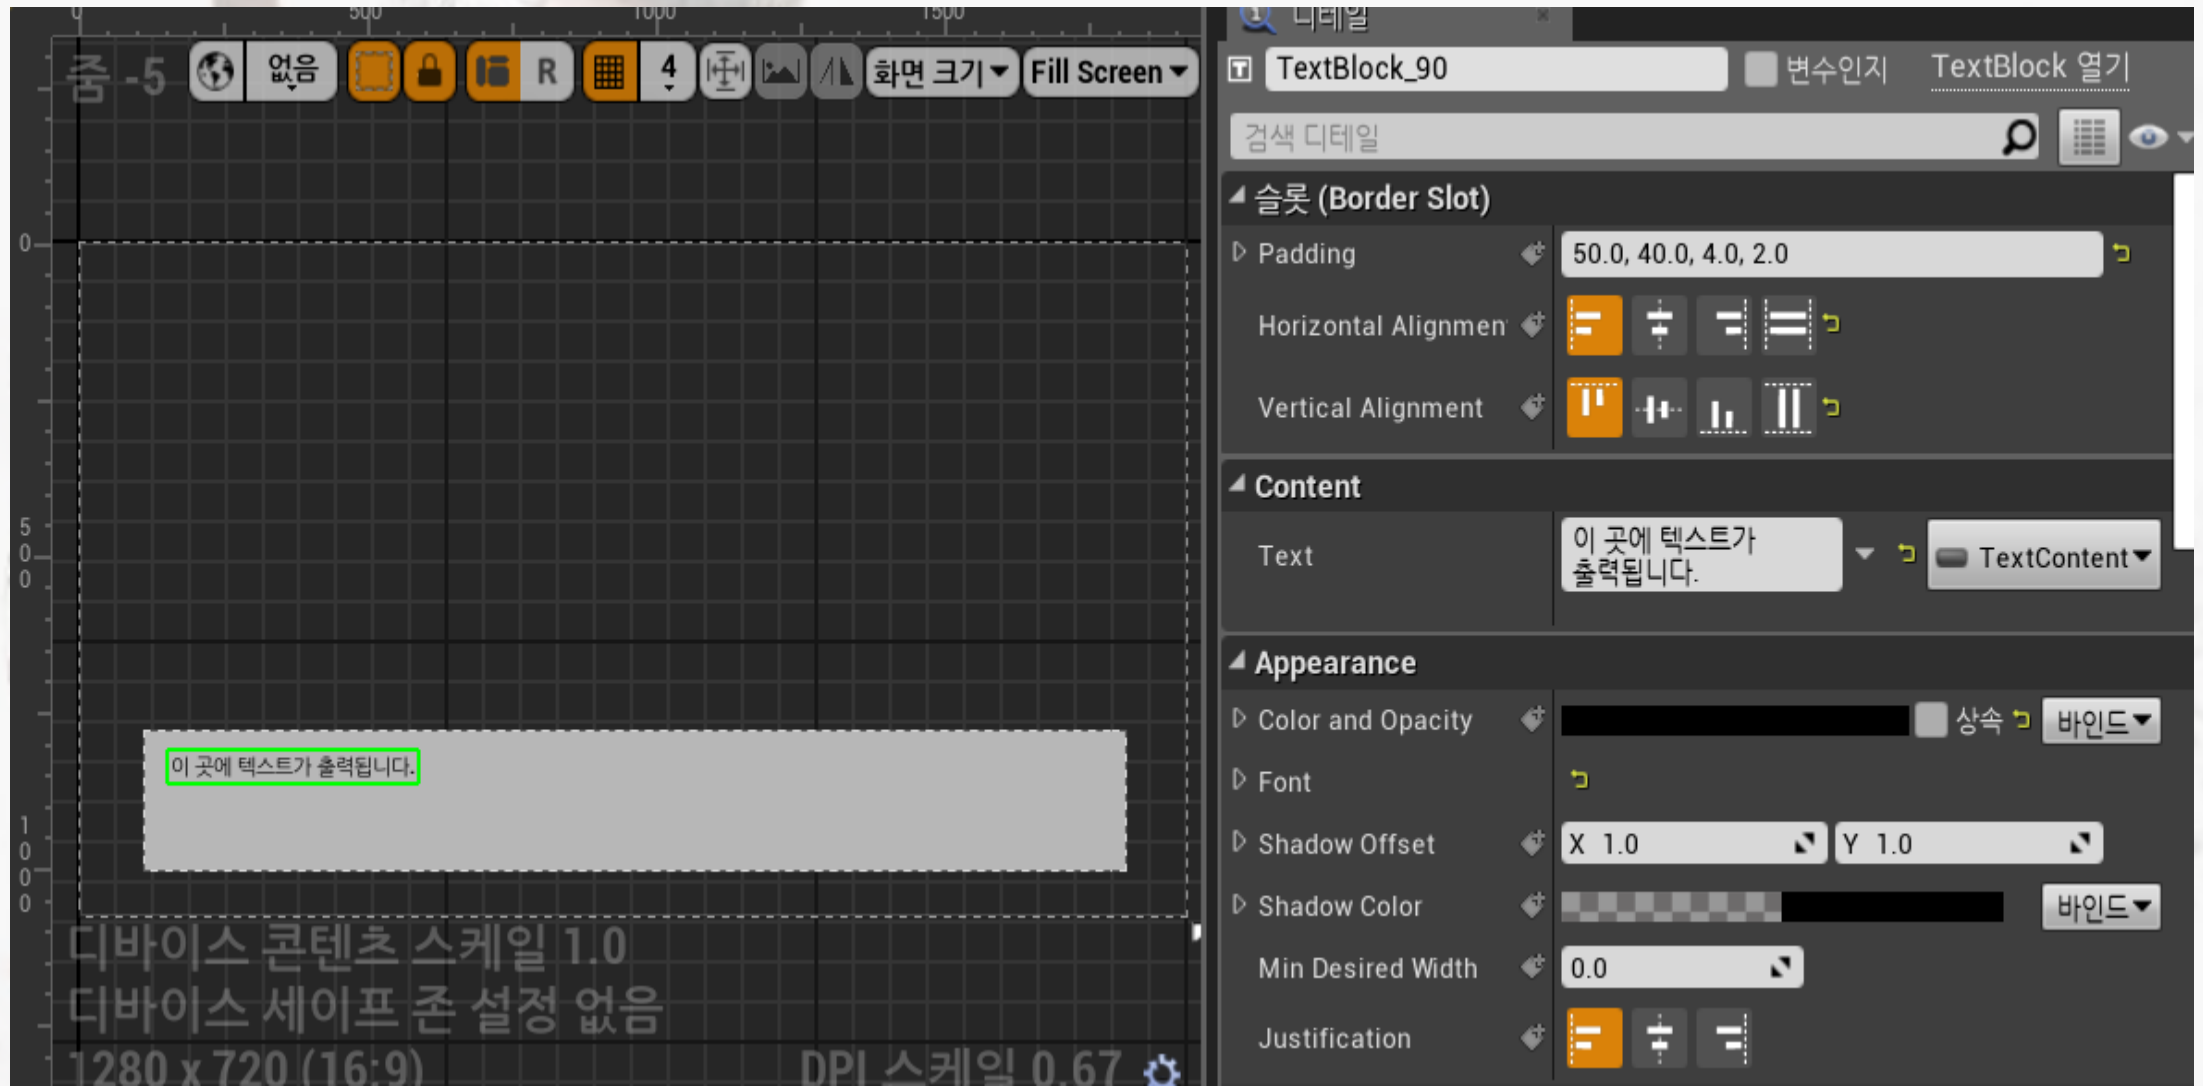 0 500 1000 1500
줌 -5
없음
R
4
화면 크기
Fill Screen
0
500
1000
이 곳에 텍스트가 출력됩니다.
디바이스 콘텐츠 스케일 1.0
디바이스 세이프 존 설정 없음
1280 x 720 (16:9)
DPI 스케일 0.67
디테일
TextBlock_90
변수인지
TextBlock 열기
검색 디테일
슬롯 (Border Slot)
Padding
50.0, 40.0, 4.0, 2.0
Horizontal Alignmen
Vertical Alignment
Content
Text
이 곳에 텍스트가
출력됩니다.
TextContent
Appearance
Color and Opacity
상속
바인드
Font
Shadow Offset
X 1.0
Y 1.0
Shadow Color
바인드
Min Desired Width
0.0
Justification